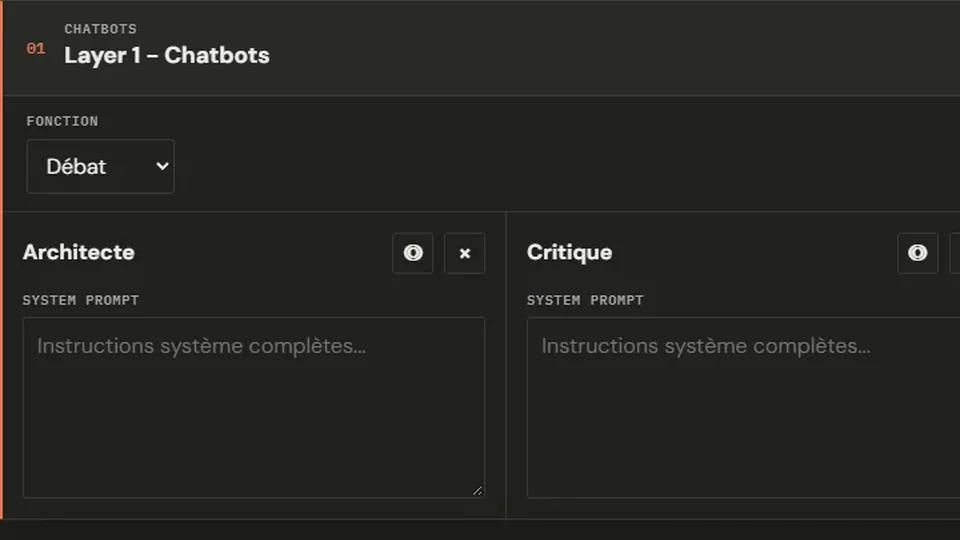 CHATBOTS
01
Layer 1 – Chatbots
FONCTION
Débat
Architecte
Critique
SYSTEM PROMPT
SYSTEM PROMPT
Instructions système complètes...
Instructions système complètes...